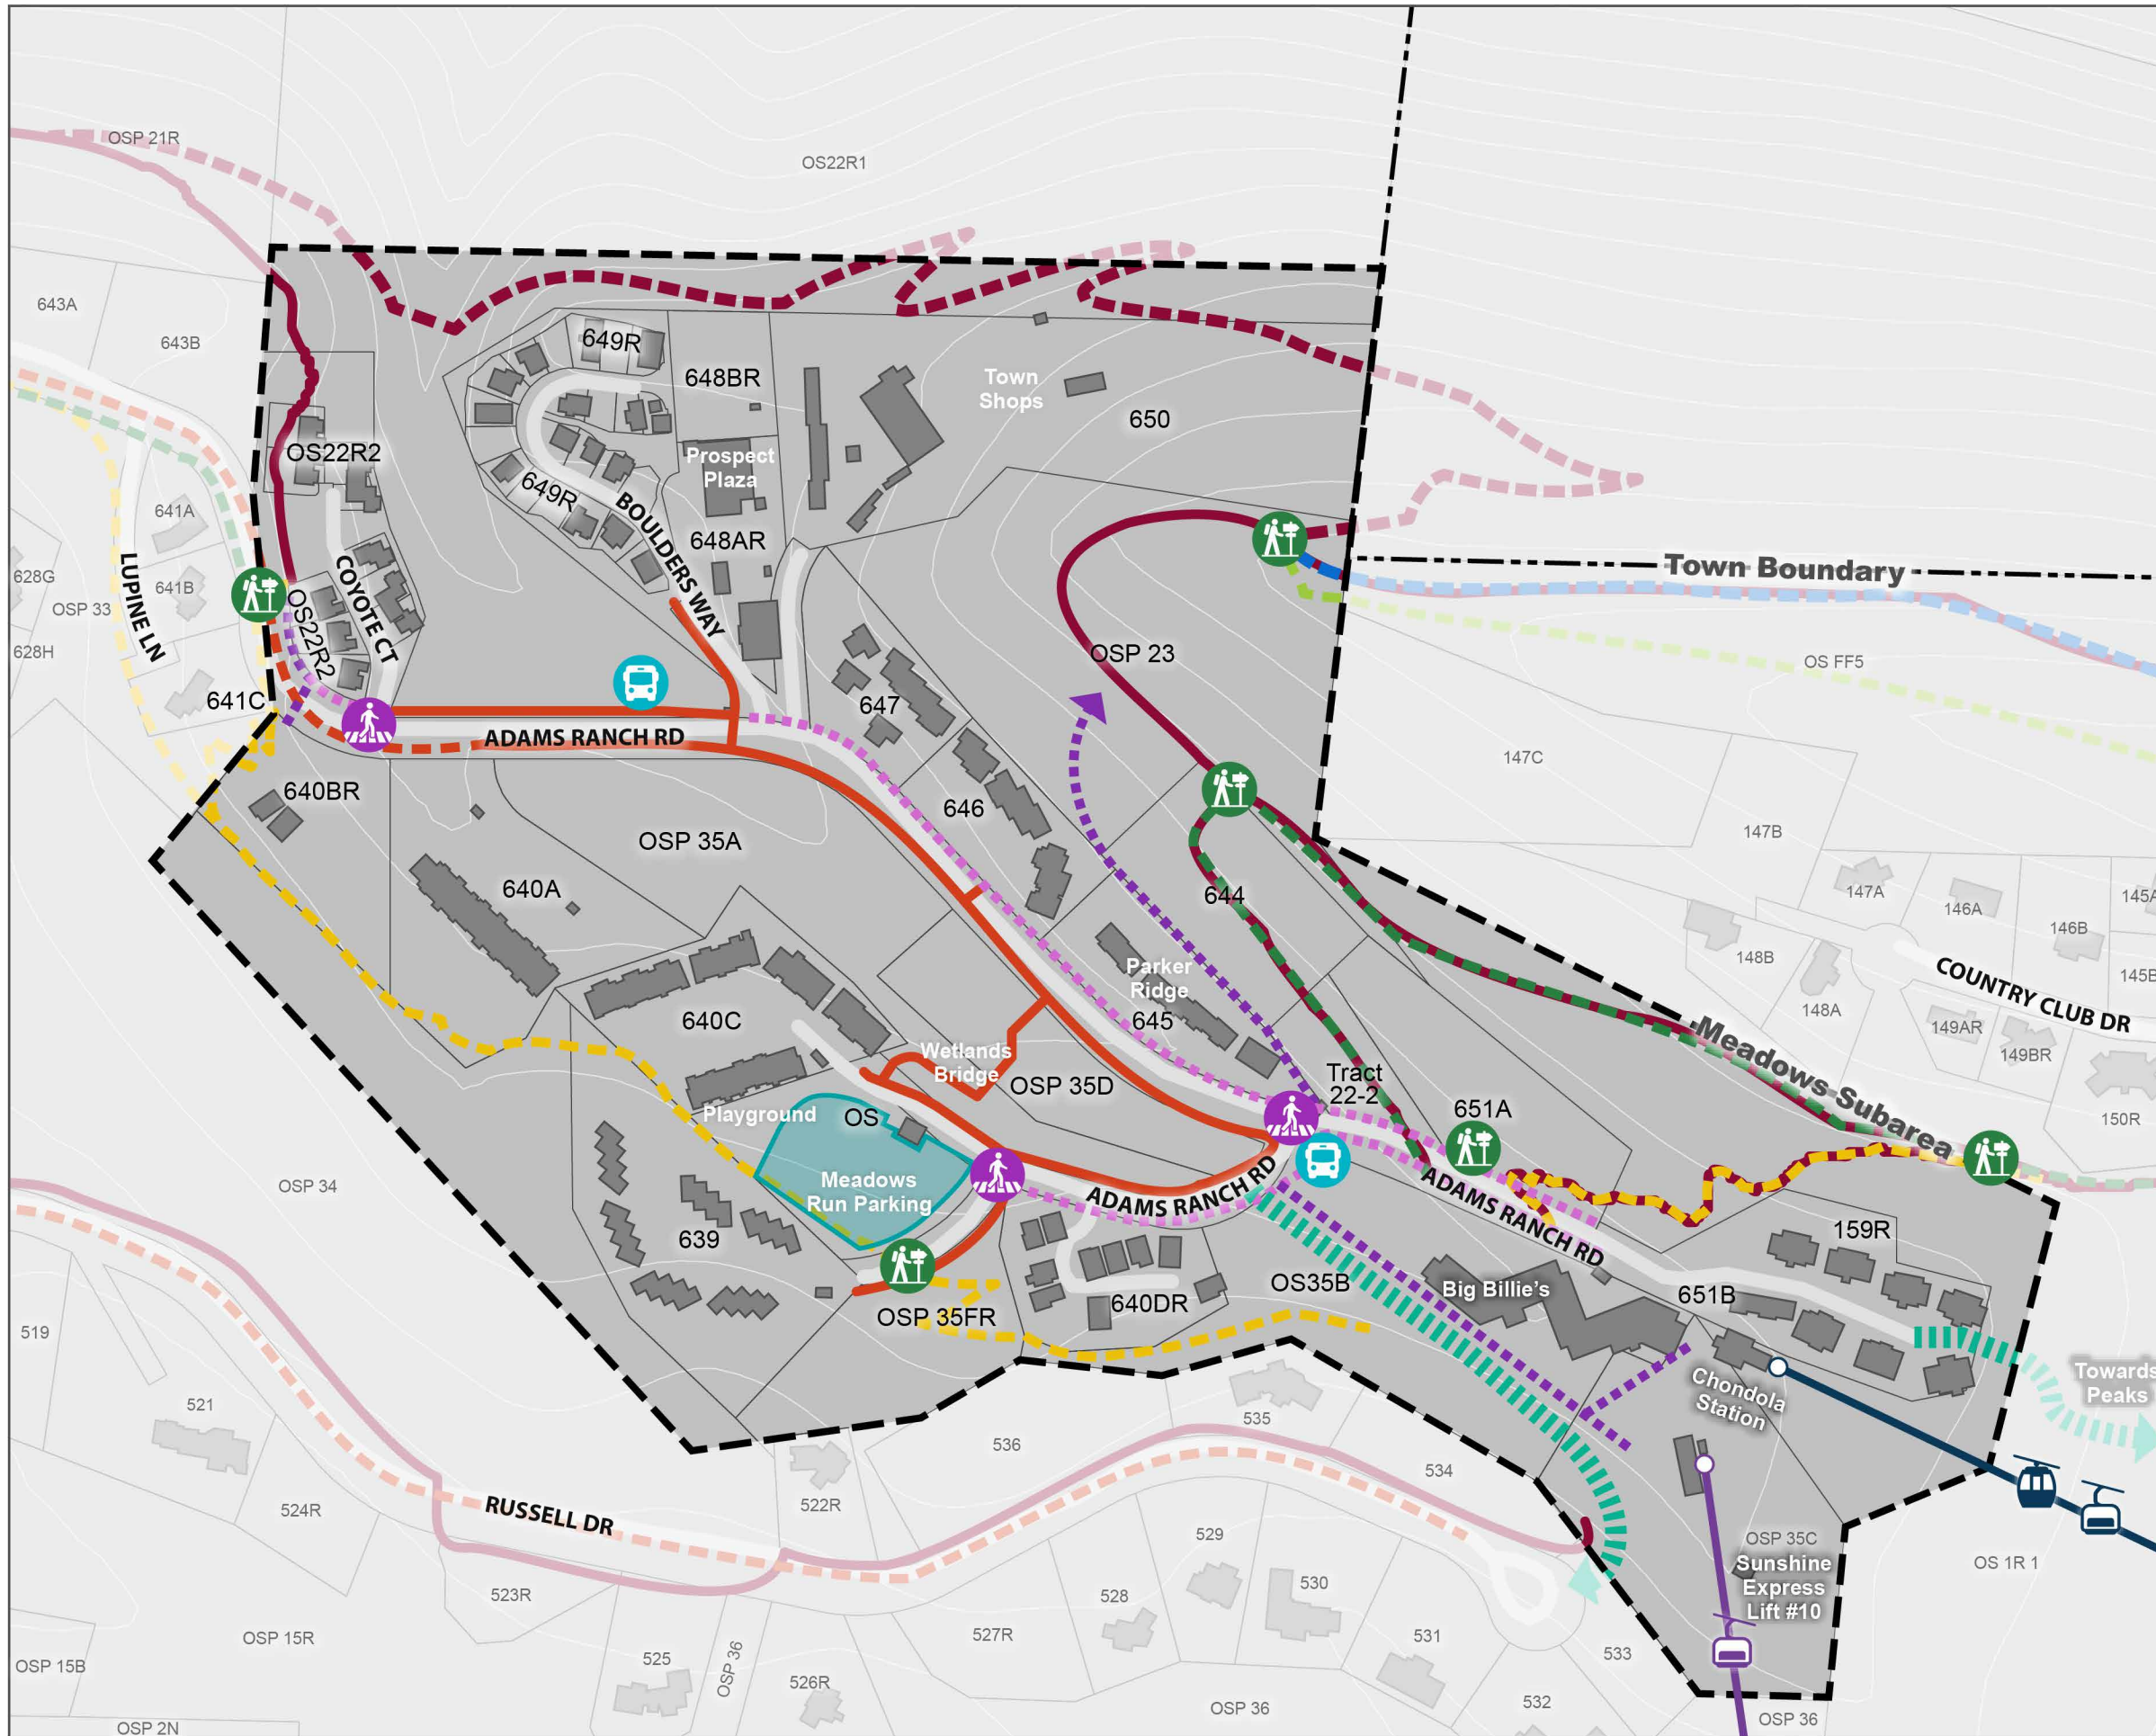 OSP 21R
OS22R1
643A
643B
649R
648BR
Town
Shops
650
OS22R2
Prospect
Plaza
649R
BOULDERS WAY
648AR
641A
LUPINE LN
641B
COYOTE CT
628G
OSP 33
628H
OS22R2
Town Boundary
OSP 23
OS FF5
641C
647
ADAMS RANCH RD
147C
640BR
646
OSP 35A
147B
640A
644
147A
146A
145A
146B
148B
145B
COUNTRY CLUB DR
Parker
Ridge
640C
645
148A
149AR
149BR
Meadows Subarea
Wetlands
Bridge
OSP 35D
Tract
22-2
Playground
OS
651A
150R
Meadows
Run Parking
OSP 34
ADAMS RANCH RD
ADAMS RANCH RD
639
159R
OS35B
Big Billie's
651B
640DR
OSP 35FR
519
Chondola
Station
Towards
Peaks
521
535
536
534
524R
522R
RUSSELL DR
529
OSP 35C
Sunshine
Express
Lift #10
OS 1R 1
523R
528
530
OSP 15R
527R
531
533
OSP 15B
525
OSP 36
526R
532
OSP 36
OSP 36
OSP 2N